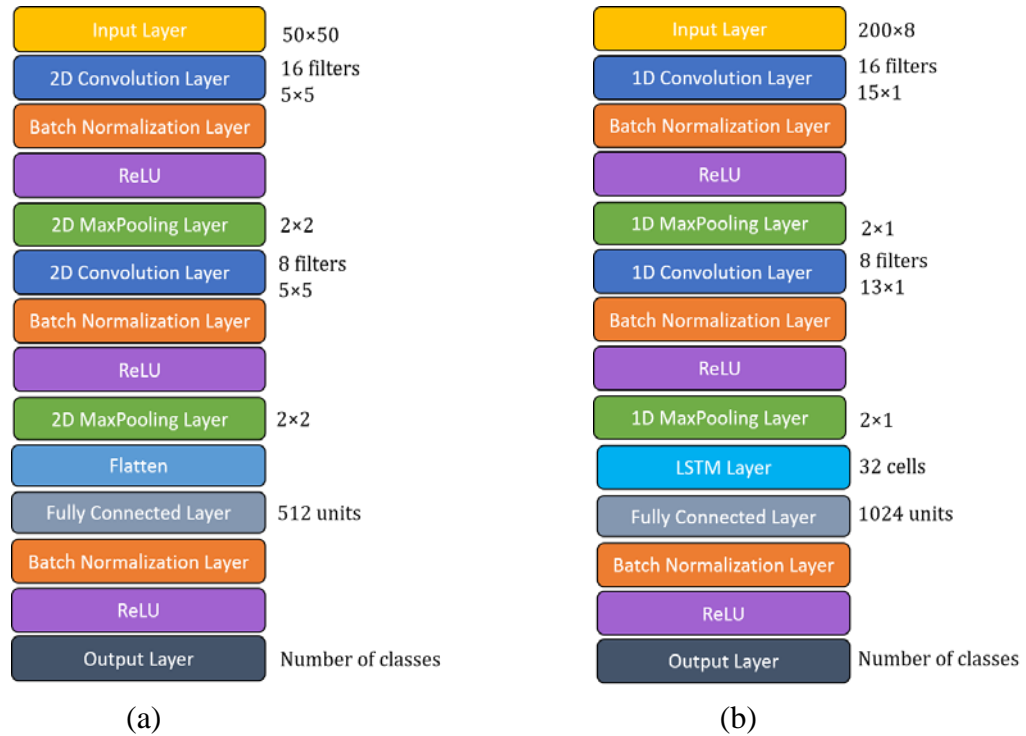 Input Layer 50×50
2D Convolution Layer 16 filters
5×5
Batch Normalization Layer
ReLU
2D MaxPooling Layer 2×2
2D Convolution Layer 8 filters
5×5
Batch Normalization Layer
ReLU
2D MaxPooling Layer 2×2
Flatten
Fully Connected Layer 512 units
Batch Normalization Layer
ReLU
Output Layer Number of classes
(a)
Input Layer 200×8
1D Convolution Layer 16 filters
15×1
Batch Normalization Layer
ReLU
1D MaxPooling Layer 2×1
1D Convolution Layer 8 filters
13×1
Batch Normalization Layer
ReLU
1D MaxPooling Layer 2×1
LSTM Layer 32 cells
Fully Connected Layer 1024 units
Batch Normalization Layer
ReLU
Output Layer Number of classes
(b)